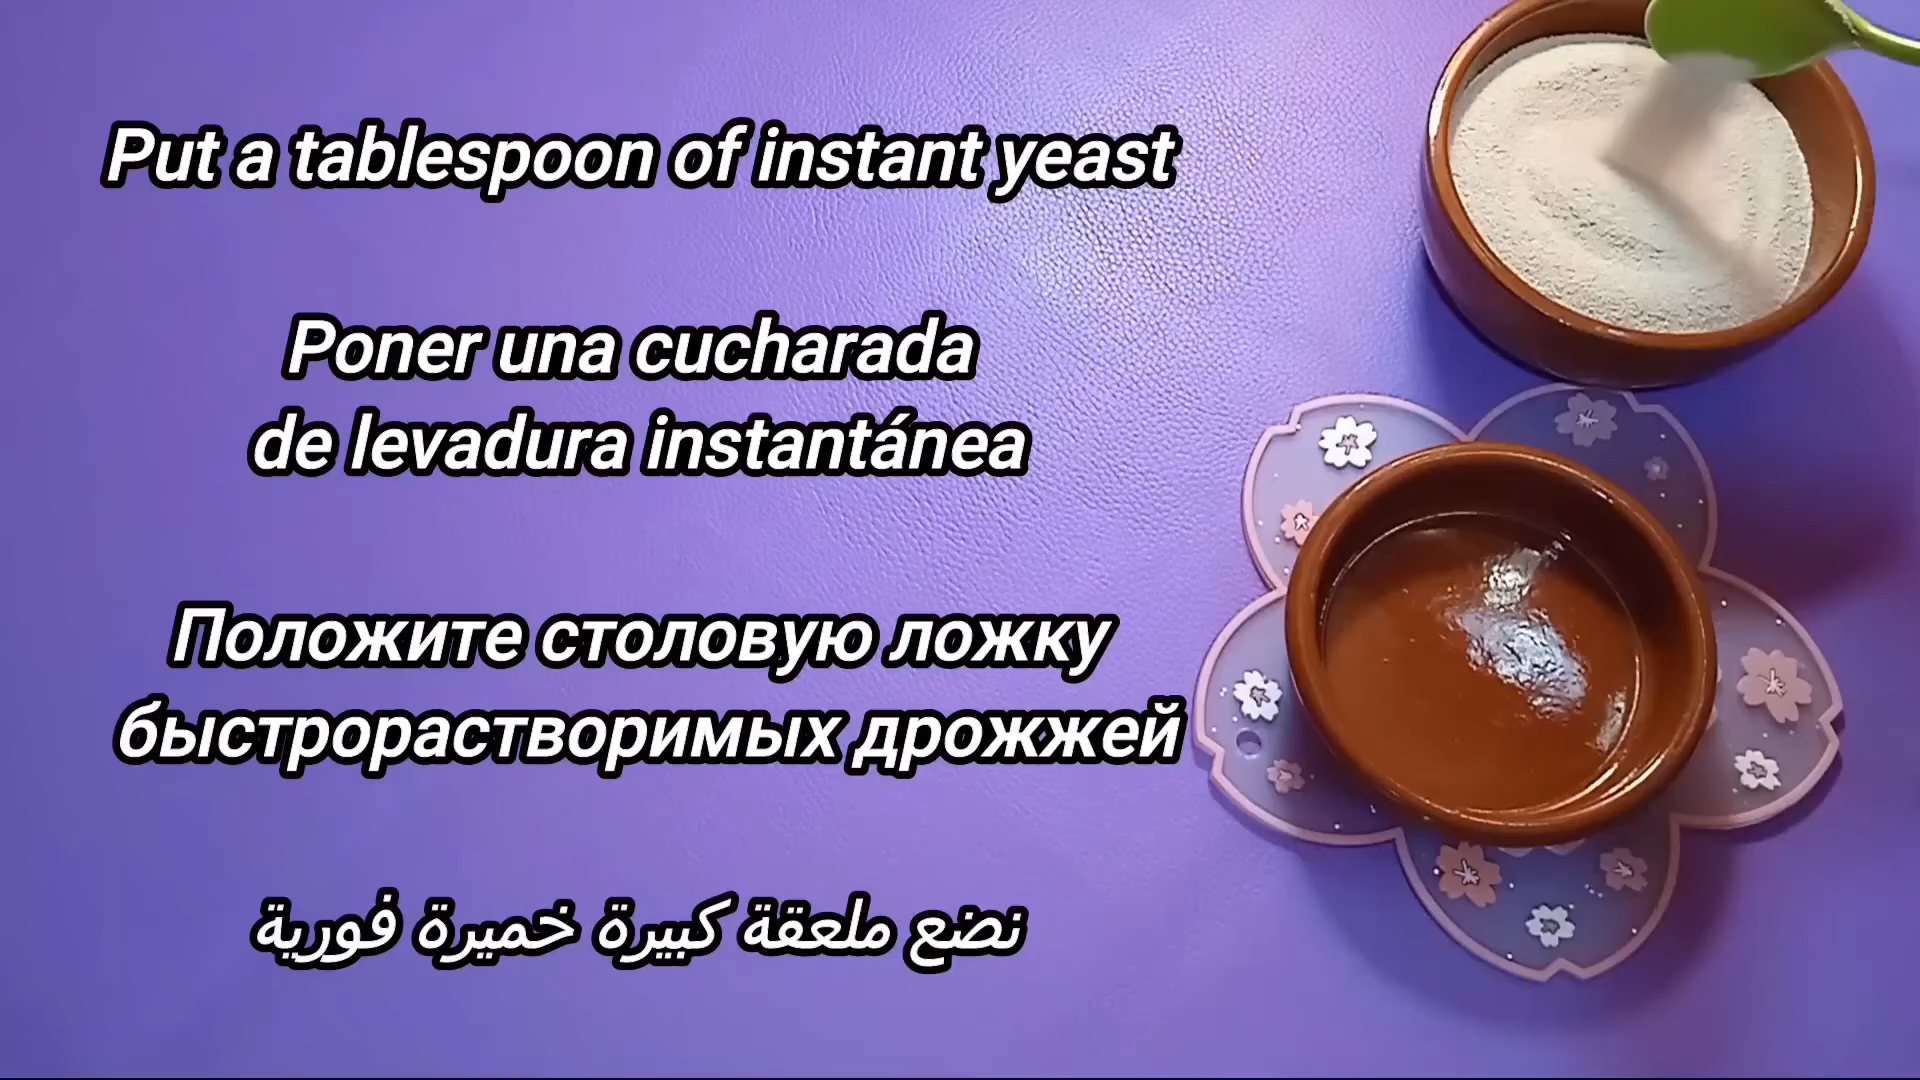 Put a tablespoon of instant yeast
Poner una cucharada
de levadura instantánea
Положите столовую ложку
быстрорастворимых дрожжей
نضع ملعقة كبيرة خميرة فورية